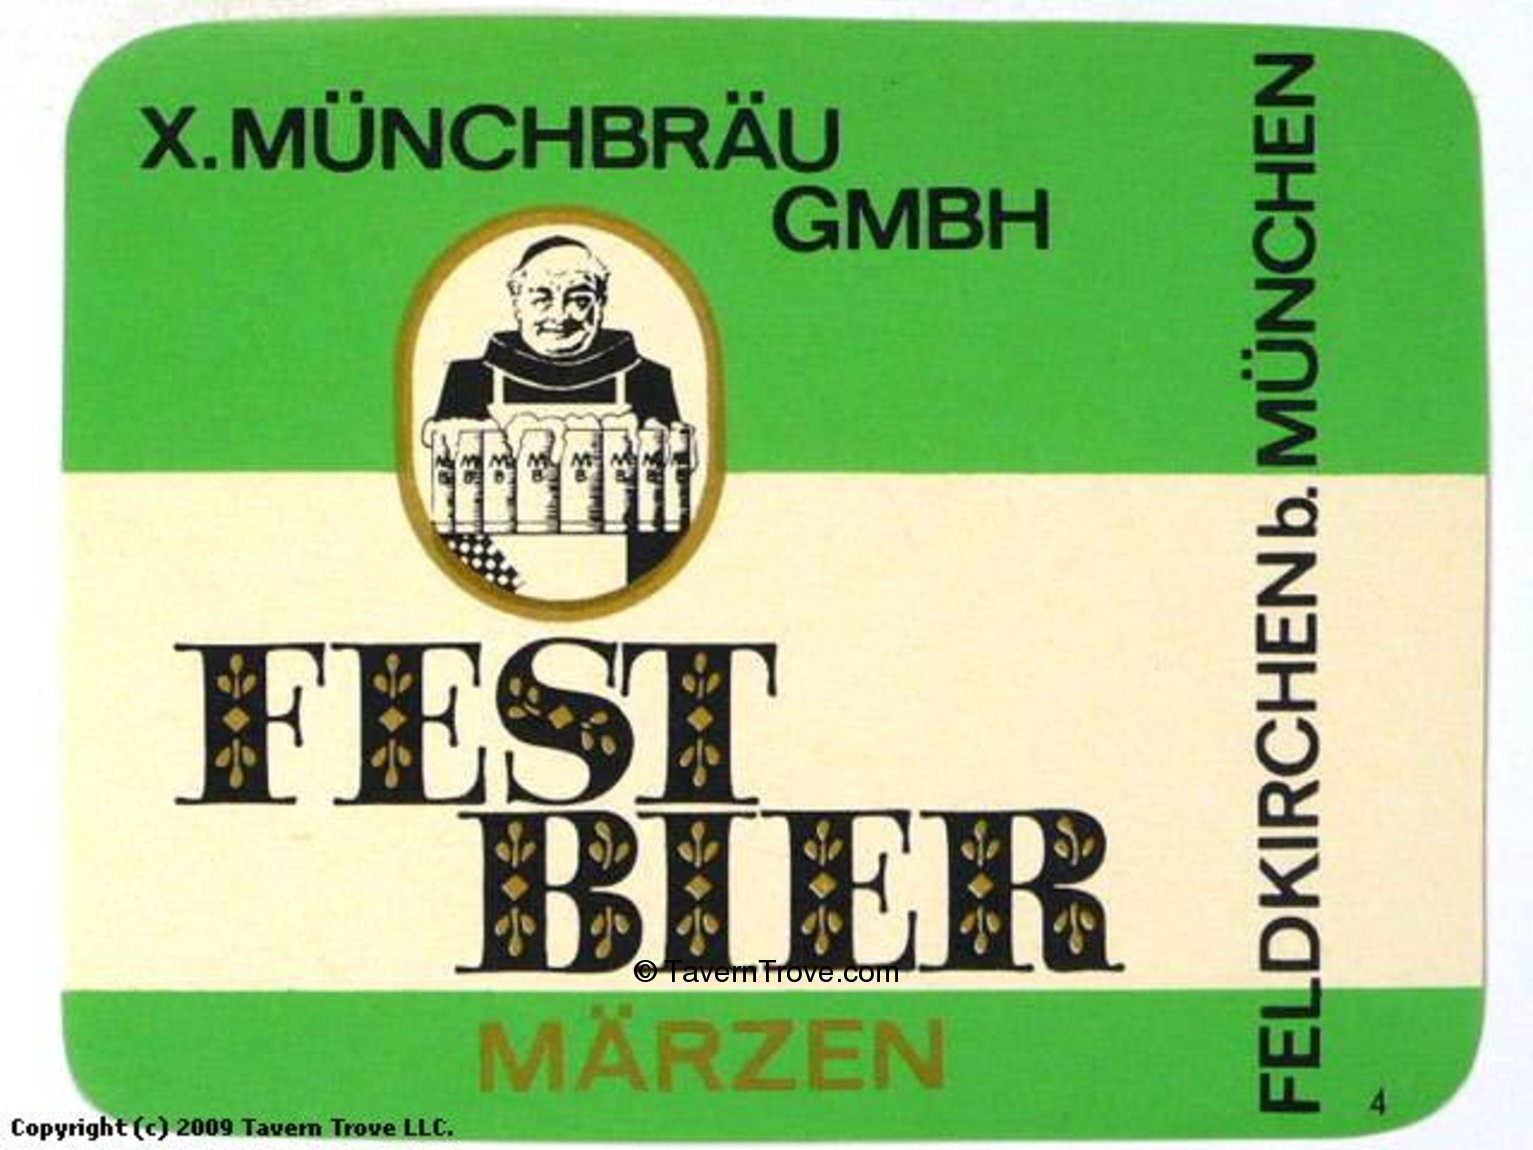 X. MÜNCHBRÄU
GMBH
FEST
BIER
MÄRZEN
FELDKIRCHEN b. MÜNCHEN
4
© TavernTrove.com
Copyright (c) 2009 Tavern Trove LLC.